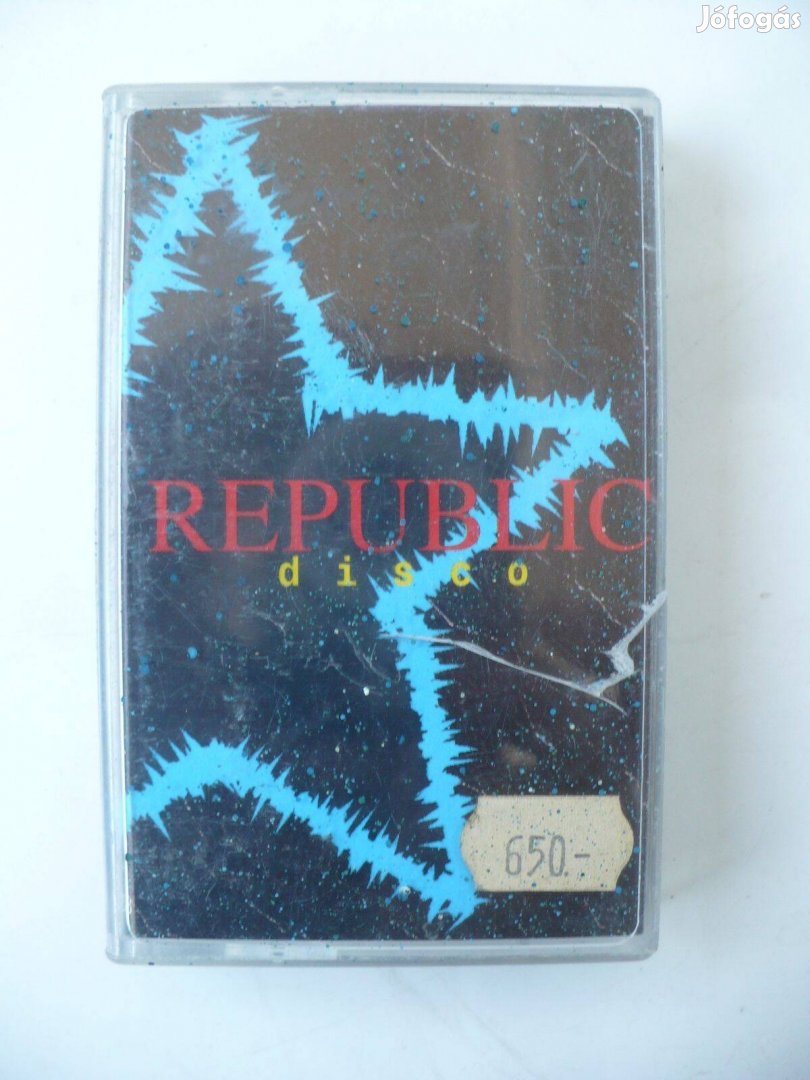 Jófogás
REPUBLIC
disco
650.-